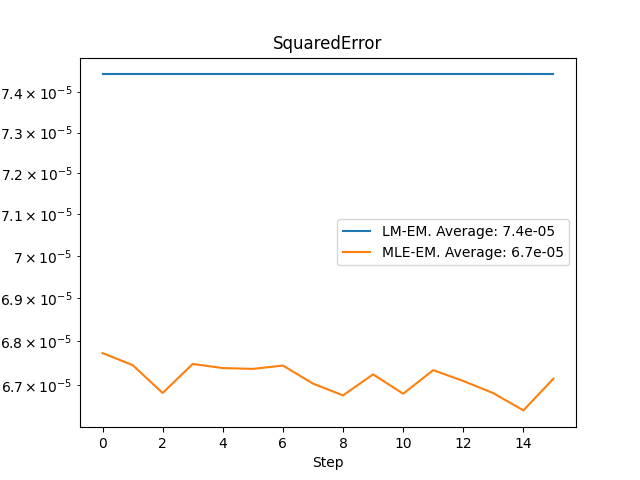 SquaredError
7.4 × 10⁻⁵
7.3 × 10⁻⁵
7.2 × 10⁻⁵
7.1 × 10⁻⁵
7 × 10⁻⁵
6.9 × 10⁻⁵
6.8 × 10⁻⁵
6.7 × 10⁻⁵
LM-EM. Average: 7.4e-05
MLE-EM. Average: 6.7e-05
0 2 4 6 8 10 12 14
Step